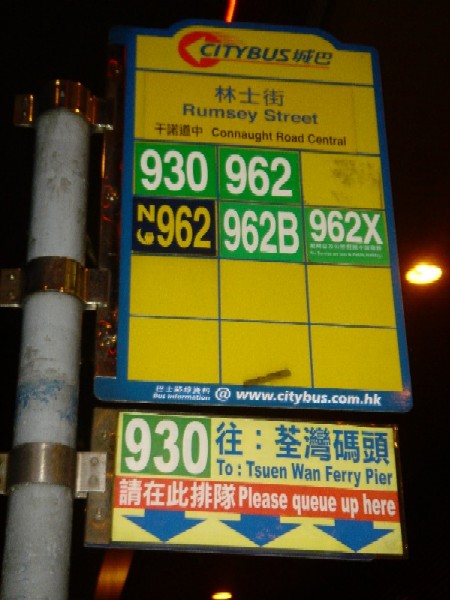 CITYBUS 城巴
林士街
Rumsey Street
干諾道中 Connaught Road Central
930 962
N962 962B 962X
巴士路線資料
Bus Information @ www.citybus.com.hk
930 往：荃灣碼頭
To : Tsuen Wan Ferry Pier
請在此排隊 Please queue up here